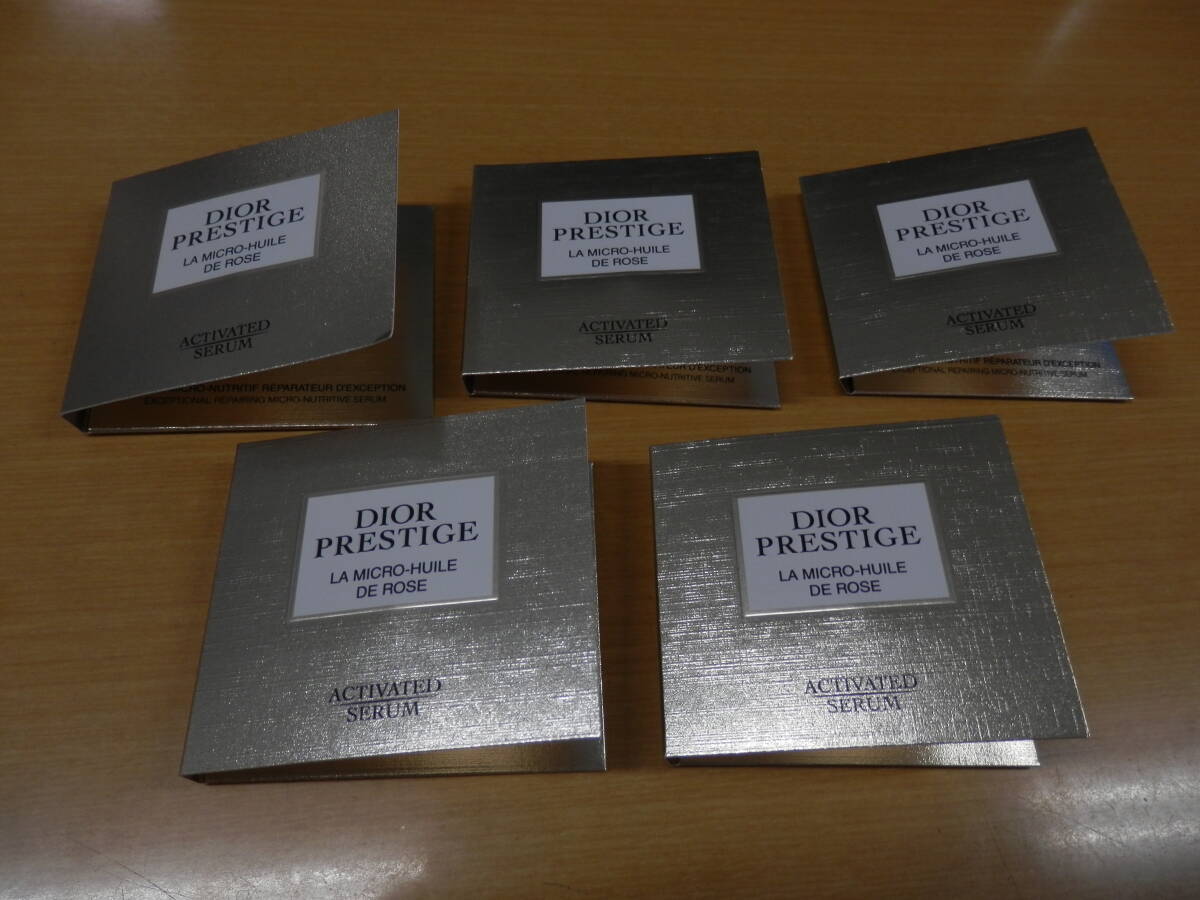 DIOR
PRESTIGE
LA MICRO-HUILE
DE ROSE
ACTIVATED
SERUM
MICRO-NUTRITIF RÉPARATEUR D'EXCEPTION
EXCEPTIONAL REPAIRING MICRO-NUTRITIVE SERUM
DIOR
PRESTIGE
LA MICRO-HUILE
DE ROSE
ACTIVATED
SERUM
D'EXCEPTION
REPAIRING MICRO-NUTRITIVE SERUM
DIOR
PRESTIGE
LA MICRO-HUILE
DE ROSE
ACTIVATED
SERUM
RÉPARATEUR D'EXCEPTION
REPAIRING MICRO-NUTRITIVE SERUM
DIOR
PRESTIGE
LA MICRO-HUILE
DE ROSE
ACTIVATED
SERUM
DIOR
PRESTIGE
LA MICRO-HUILE
DE ROSE
ACTIVATED
SERUM